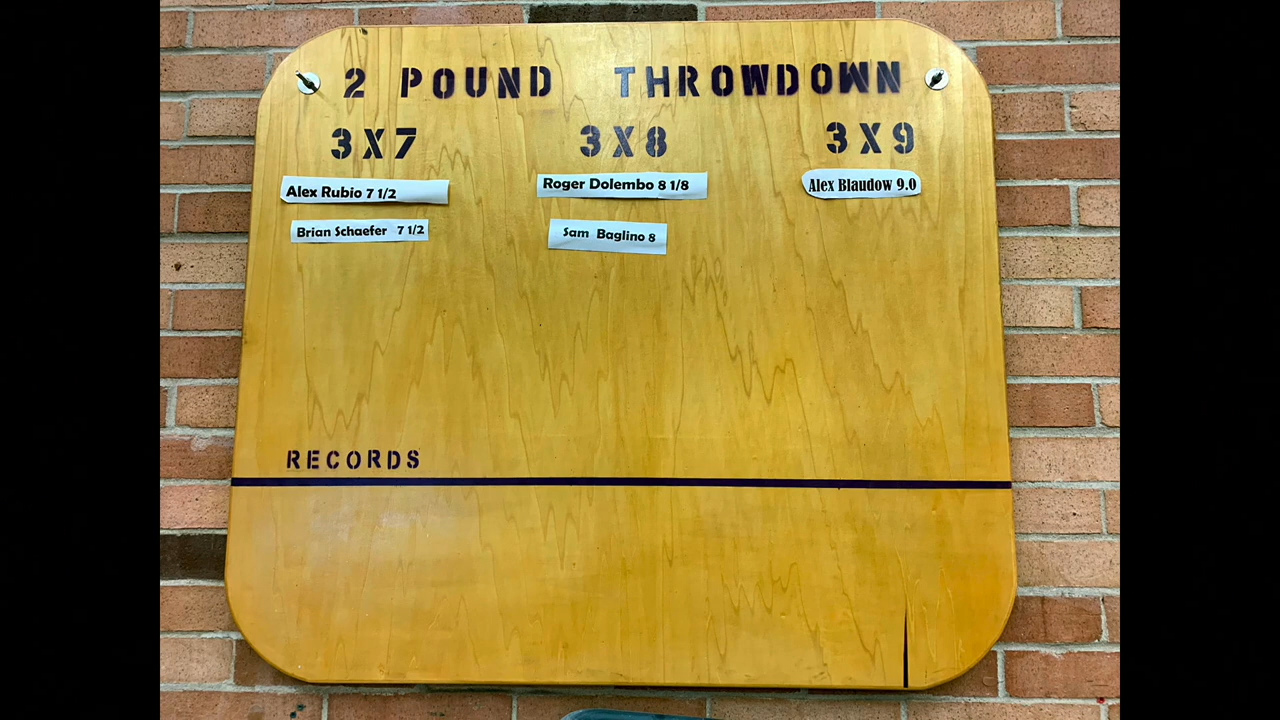 2 POUND THROWDOWN
3X7 3X8 3X9
Alex Rubio 7 1/2 Roger Dolembo 8 1/8 Alex Blaudow 9.0
Brian Schaefer 7 1/2 Sam Baglino 8
RECORDS